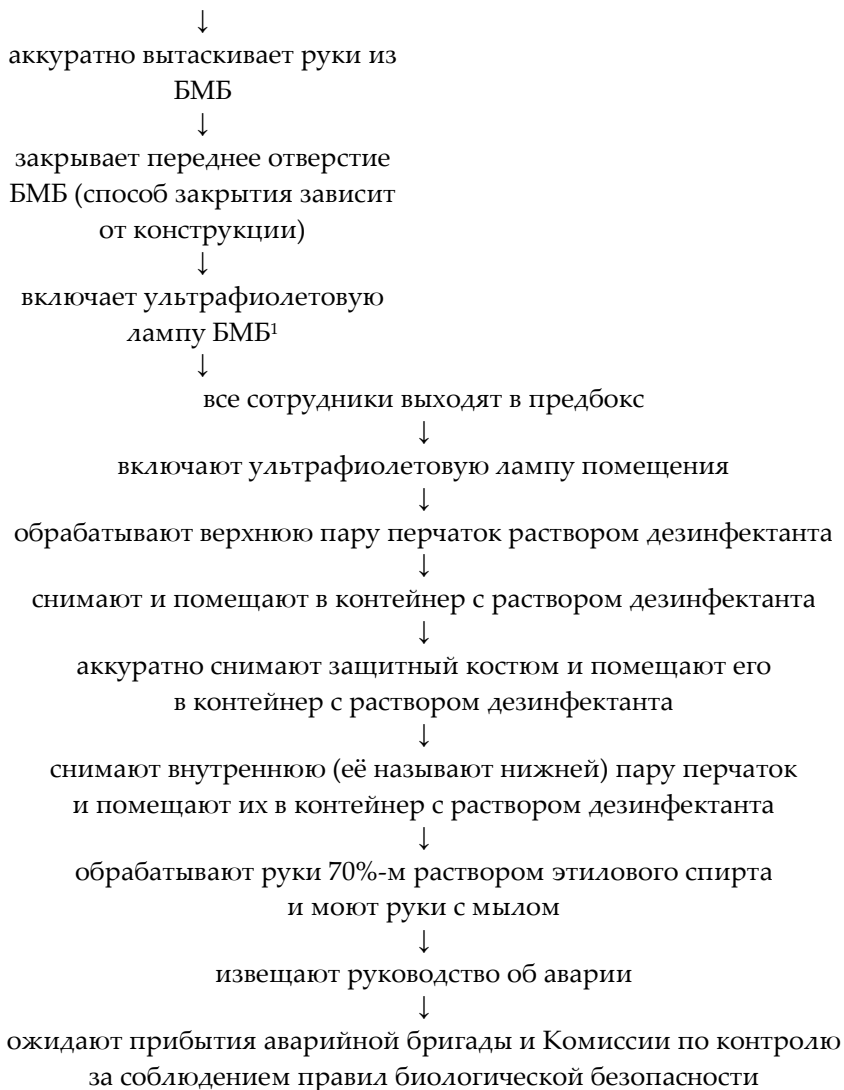 ↓
аккуратно вытаскивает руки из
БМБ
↓
закрывает переднее отверстие
БМБ (способ закрытия зависит
от конструкции)
↓
включает ультрафиолетовую
лампу БМБ¹
↓
все сотрудники выходят в предбокс
↓
включают ультрафиолетовую лампу помещения
↓
обрабатывают верхнюю пару перчаток раствором дезинфектанта
↓
снимают и помещают в контейнер с раствором дезинфектанта
↓
аккуратно снимают защитный костюм и помещают его
в контейнер с раствором дезинфектанта
↓
снимают внутреннюю (её называют нижней) пару перчаток
и помещают их в контейнер с раствором дезинфектанта
↓
обрабатывают руки 70%-м раствором этилового спирта
и моют руки с мылом
↓
извещают руководство об аварии
↓
ожидают прибытия аварийной бригады и Комиссии по контролю
за соблюдением правил биологической безопасности